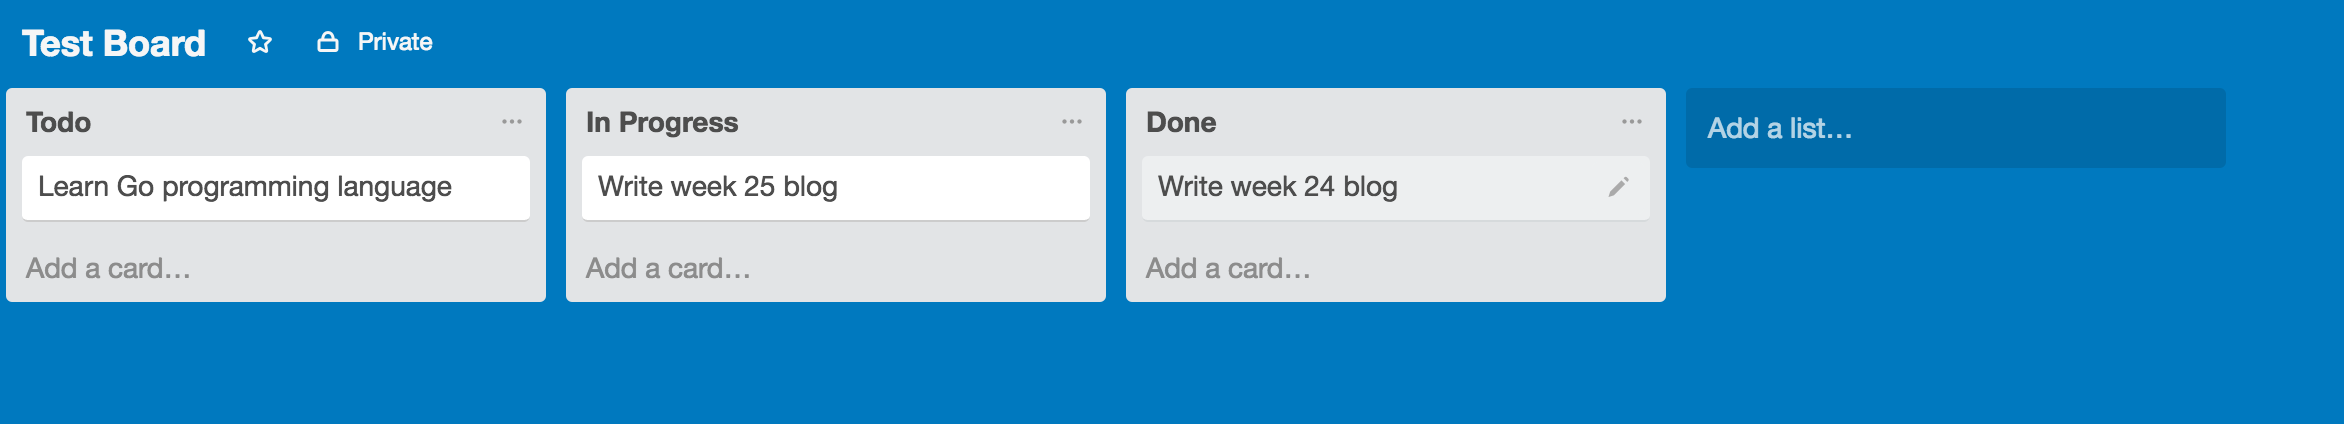 Test Board Private
Todo
Learn Go programming language
Add a card…
In Progress
Write week 25 blog
Add a card…
Done
Write week 24 blog
Add a card…
Add a list…